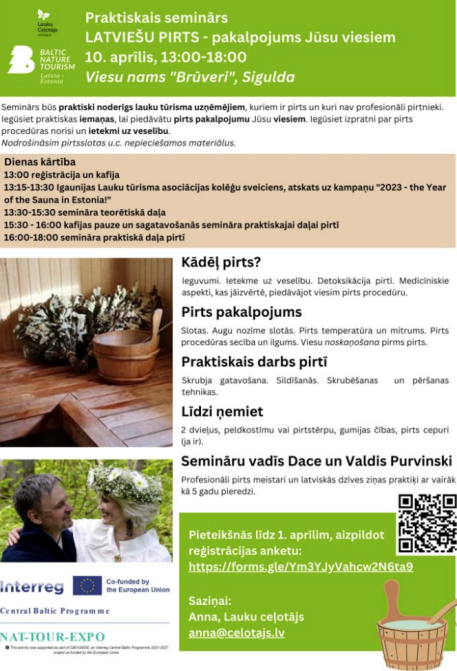 Lauku
Ceļotājs
BALTIC
NATURE
TOURISM
Latvia -
Estonia
Praktiskais seminārs
LATVIEŠU PIRTS - pakalpojums Jūsu viesiem
10. aprīlis, 13:00-18:00
Viesu nams "Brūveri", Sigulda
Seminārs būs praktiski noderīgs lauku tūrisma uzņēmējiem, kuriem ir pirts un kuri nav profesionāli pirtnieki.
Iegūsiet praktiskas iemaņas, lai piedāvātu pirts pakalpojumu Jūsu viesiem. Iegūsiet izpratni par pirts
procedūras norisi un ietekmi uz veselību.
Nodrošināsim pirtsslotas u.c. nepieciešamos materiālus.
Dienas kārtība
13:00 reģistrācija un kafija
13:15-13:30 Igaunijas Lauku tūrisma asociācijas kolēģu sveiciens, atskats uz kampaņu "2023 - the Year
of the Sauna in Estonia!"
13:30-15:30 semināra teorētiskā daļa
15:30 - 16:00 kafijas pauze un sagatavošanās semināra praktiskajai daļai pirtī
16:00-18:00 semināra praktiskā daļa pirtī
Kādēļ pirts?
Ieguvumi. Ietekme uz veselību. Detoksikācija pirtī. Medicīniskie
aspekti, kas jāizvērtē, piedāvājot viesim pirts procedūru.
Pirts pakalpojums
Slotas. Augu nozīme slotās. Pirts temperatūra un mitrums. Pirts
procedūras secība un ilgums. Viesu noskaņošana pirms pirts.
Praktiskais darbs pirtī
Skrubja gatavošana. Sildīšanās. Skrubēšanas un pēršanas
tehnikas.
Līdzi ņemiet
2 dvieļus, peldkostīmu vai pirtstērpu, gumijas čības, pirts cepuri
(ja ir).
Semināru vadīs Dace un Valdis Purvinski
Profesionāli pirts meistari un latviskās dzīves ziņas praktiķi ar vairāk
kā 5 gadu pieredzi.
Pieteikšnās līdz 1. aprīlim, aizpildot
reģistrācijas anketu:
https://forms.gle/Ym3YJyVahcw2N6ta9
Saziņai:
Anna, Lauku ceļotājs
anna@celotajs.lv
Interreg
Co-funded by
the European Union
Central Baltic Programme
NAT-TOUR-EXPO